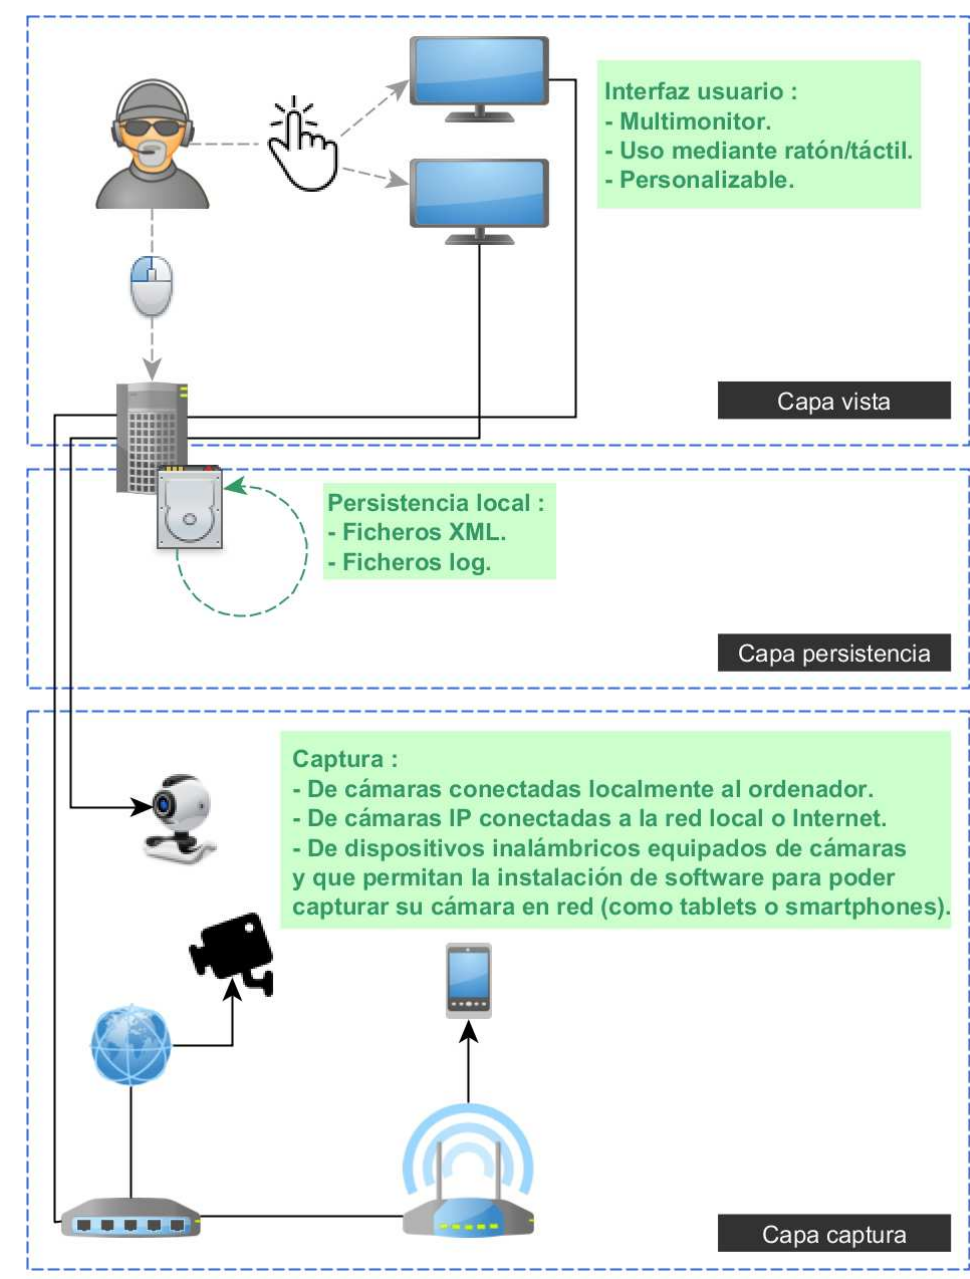 Interfaz usuario :
- Multimonitor.
- Uso mediante ratón/táctil.
- Personalizable.
Capa vista
Persistencia local :
- Ficheros XML.
- Ficheros log.
Capa persistencia
Captura :
- De cámaras conectadas localmente al ordenador.
- De cámaras IP conectadas a la red local o Internet.
- De dispositivos inalámbricos equipados de cámaras
y que permitan la instalación de software para poder
capturar su cámara en red (como tablets o smartphones).
Capa captura